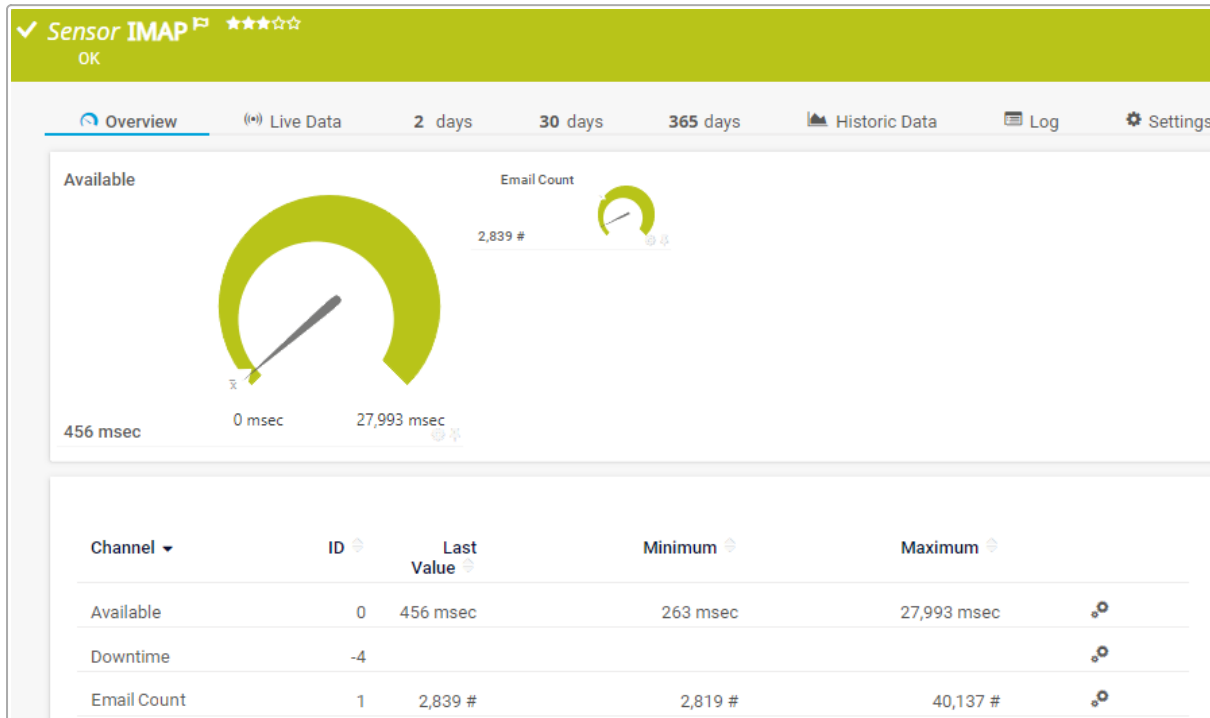 Sensor IMAP
OK
Overview Live Data 2 days 30 days 365 days Historic Data Log Settings
Available
Email Count
2,839 #
x̄
0 msec 27,993 msec
456 msec
Channel ID Last Value Minimum Maximum
Available 0 456 msec 263 msec 27,993 msec
Downtime -4
Email Count 1 2,839 # 2,819 # 40,137 #